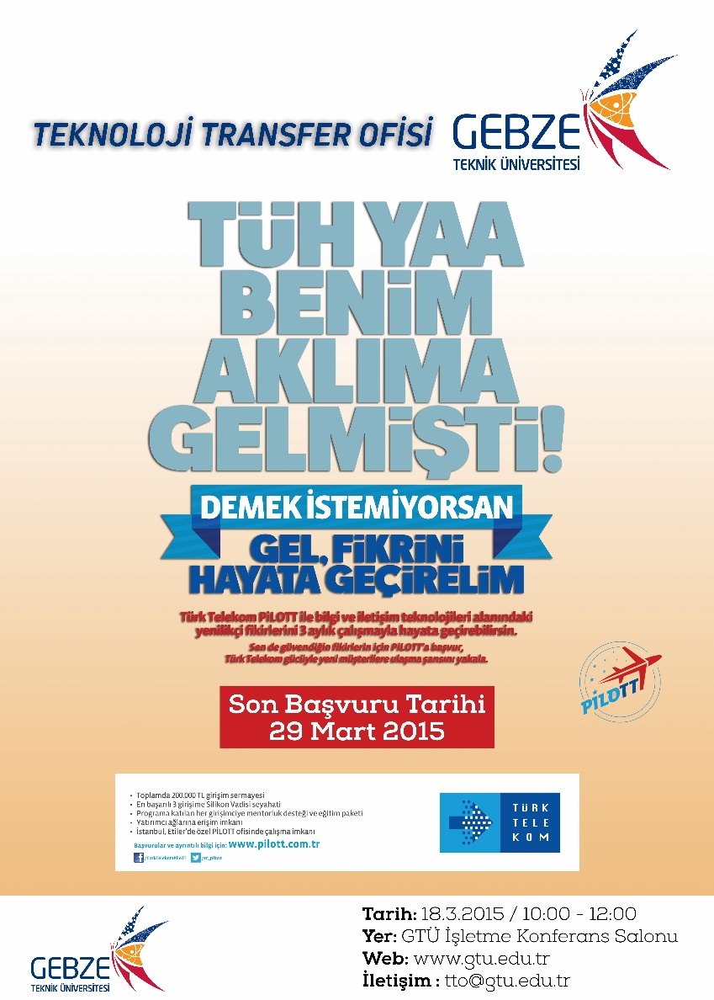 TEKNOLOJİ TRANSFER OFİSİ
GEBZE
TEKNİK ÜNİVERSİTESİ
TÜH YAA
BENİM
AKLIMA
GELMİŞTİ!
DEMEK İSTEMİYORSAN
GEL, FİKRİNİ
HAYATA GEÇİRELİM
Türk Telekom PİLOTT ile bilgi ve iletişim teknolojileri alanındaki
yenilikçi fikirlerini 3 aylık çalışmayla hayata geçirebilirsin.
Sen de güvendiğin fikirlerin için PİLOTT'a başvur,
Türk Telekom gücüyle yeni müşterilere ulaşma şansını yakala.
PİLOTT
Son Başvuru Tarihi
29 Mart 2015
• Toplamda 200.000 TL girişim sermayesi
• En başarılı 3 girişime Silikon Vadisi seyahati
• Programa katılan her girişimciye mentorluk desteği ve eğitim paketi
• Yatırımcı ağlarına erişim imkanı
• İstanbul, Etiler'de özel PİLOTT ofisinde çalışma imkanı
Başvurular ve ayrıntılı bilgi için: www.pilott.com.tr
/TurkTelekomPiloTT /tt_pilott
TÜRK
TELE
KOM
GEBZE
TEKNİK ÜNİVERSİTESİ
Tarih: 18.3.2015 / 10:00 - 12:00
Yer: GTÜ İşletme Konferans Salonu
Web: www.gtu.edu.tr
İletişim : tto@gtu.edu.tr